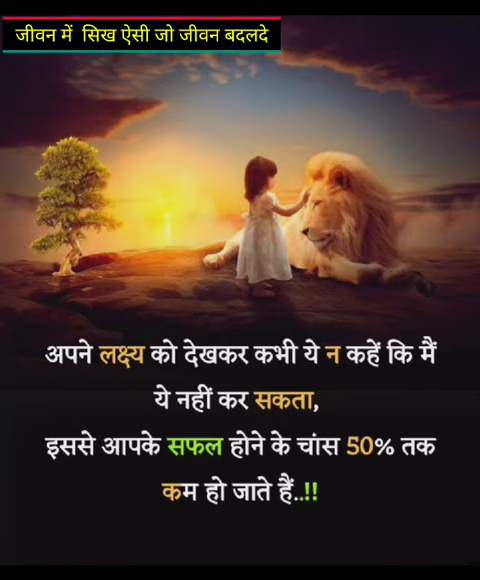 जीवन में सिख ऐसी जो जीवन बदलदे
अपने लक्ष्य को देखकर कभी ये न कहें कि मैं
ये नहीं कर सकता,
इससे आपके सफल होने के चांस 50% तक
कम हो जाते हैं..!!